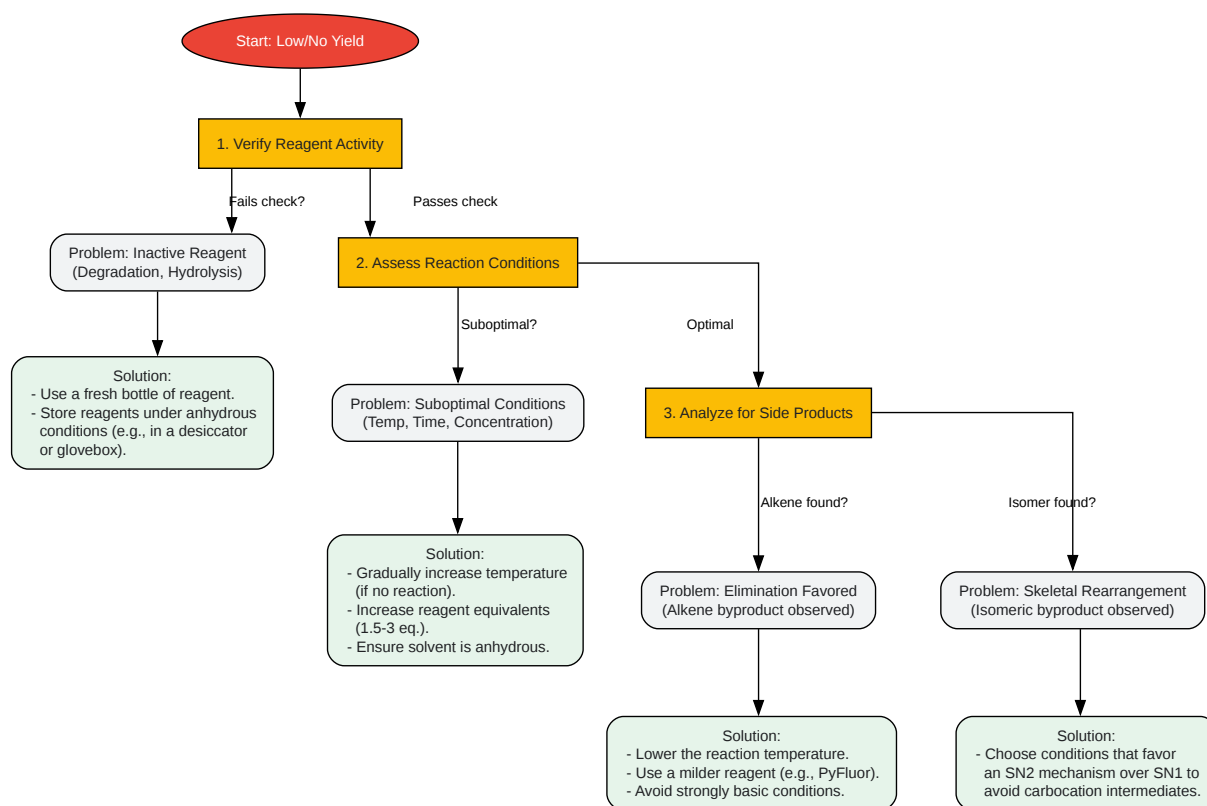 Start: Low/No Yield
1. Verify Reagent Activity
Fails check?
Passes check
Problem: Inactive Reagent
(Degradation, Hydrolysis)
2. Assess Reaction Conditions
Solution:
- Use a fresh bottle of reagent.
- Store reagents under anhydrous
conditions (e.g., in a desiccator
or glovebox).
Suboptimal?
Optimal
Problem: Suboptimal Conditions
(Temp, Time, Concentration)
3. Analyze for Side Products
Solution:
- Gradually increase temperature
(if no reaction).
- Increase reagent equivalents
(1.5-3 eq.).
- Ensure solvent is anhydrous.
Alkene found?
Isomer found?
Problem: Elimination Favored
(Alkene byproduct observed)
Problem: Skeletal Rearrangement
(Isomeric byproduct observed)
Solution:
- Lower the reaction temperature.
- Use a milder reagent (e.g., PyFluor).
- Avoid strongly basic conditions.
Solution:
- Choose conditions that favor
an SN2 mechanism over SN1 to
avoid carbocation intermediates.